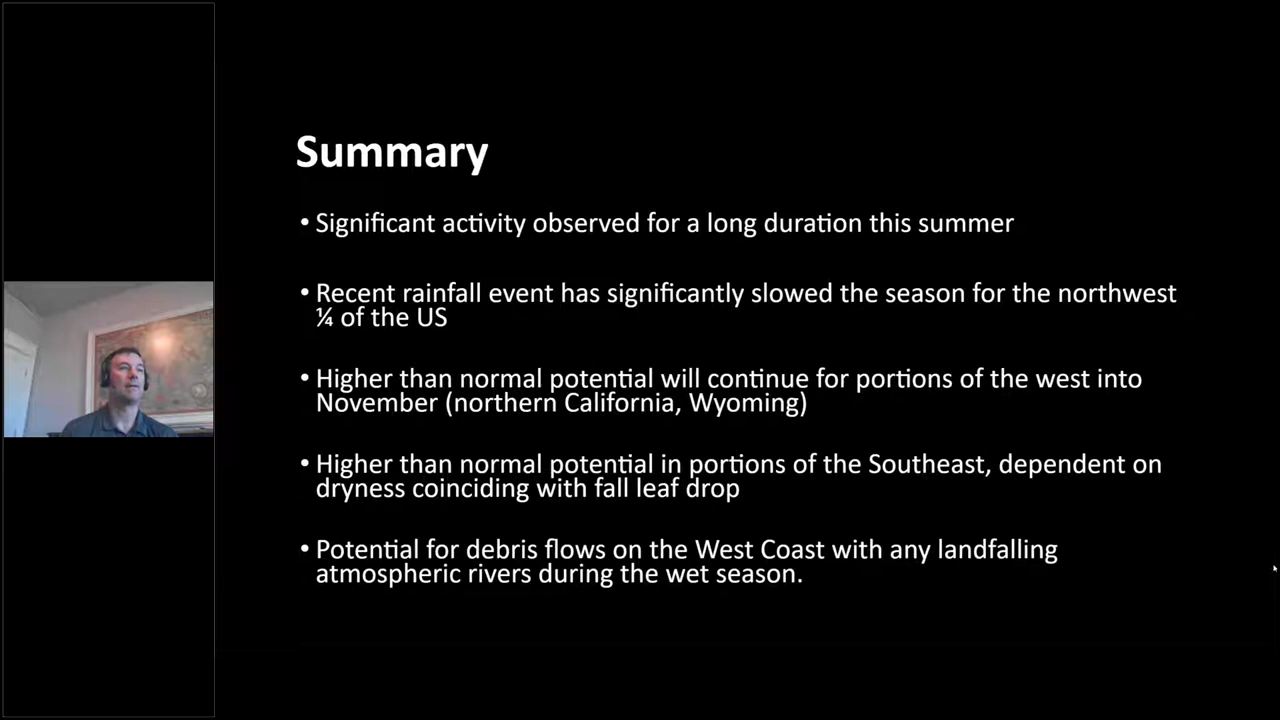 Summary
• Significant activity observed for a long duration this summer
• Recent rainfall event has significantly slowed the season for the northwest
¼ of the US
• Higher than normal potential will continue for portions of the west into
November (northern California, Wyoming)
• Higher than normal potential in portions of the Southeast, dependent on
dryness coinciding with fall leaf drop
• Potential for debris flows on the West Coast with any landfalling
atmospheric rivers during the wet season.